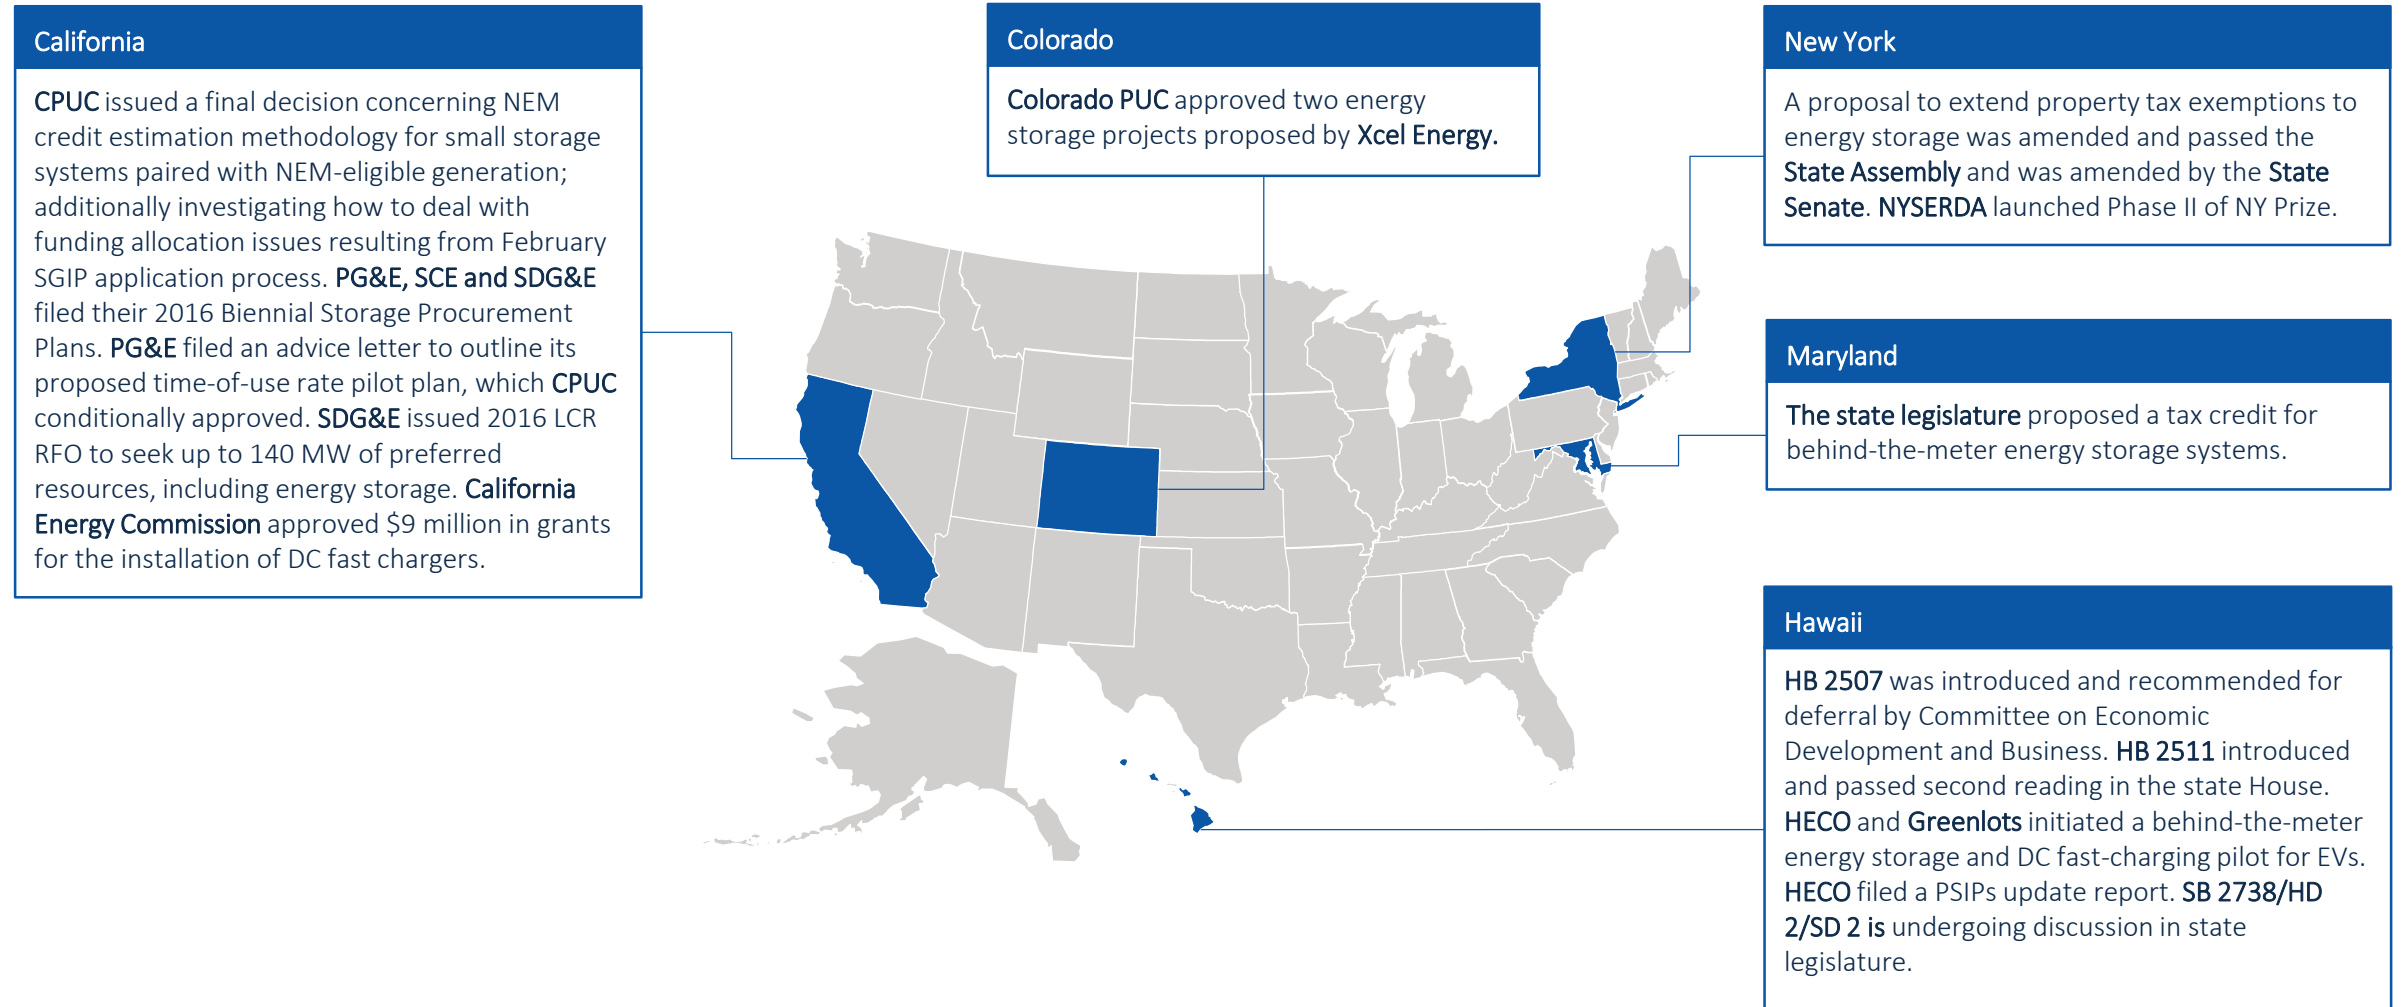 California
CPUC issued a final decision concerning NEM
credit estimation methodology for small storage
systems paired with NEM-eligible generation;
additionally investigating how to deal with
funding allocation issues resulting from February
SGIP application process. PG&E, SCE and SDG&E
filed their 2016 Biennial Storage Procurement
Plans. PG&E filed an advice letter to outline its
proposed time-of-use rate pilot plan, which CPUC
conditionally approved. SDG&E issued 2016 LCR
RFO to seek up to 140 MW of preferred
resources, including energy storage. California
Energy Commission approved $9 million in grants
for the installation of DC fast chargers.
Colorado
Colorado PUC approved two energy
storage projects proposed by Xcel Energy.
New York
A proposal to extend property tax exemptions to
energy storage was amended and passed the
State Assembly and was amended by the State
Senate. NYSERDA launched Phase II of NY Prize.
Maryland
The state legislature proposed a tax credit for
behind-the-meter energy storage systems.
Hawaii
HB 2507 was introduced and recommended for
deferral by Committee on Economic
Development and Business. HB 2511 introduced
and passed second reading in the state House.
HECO and Greenlots initiated a behind-the-meter
energy storage and DC fast-charging pilot for EVs.
HECO filed a PSIPs update report. SB 2738/HD
2/SD 2 is undergoing discussion in state
legislature.